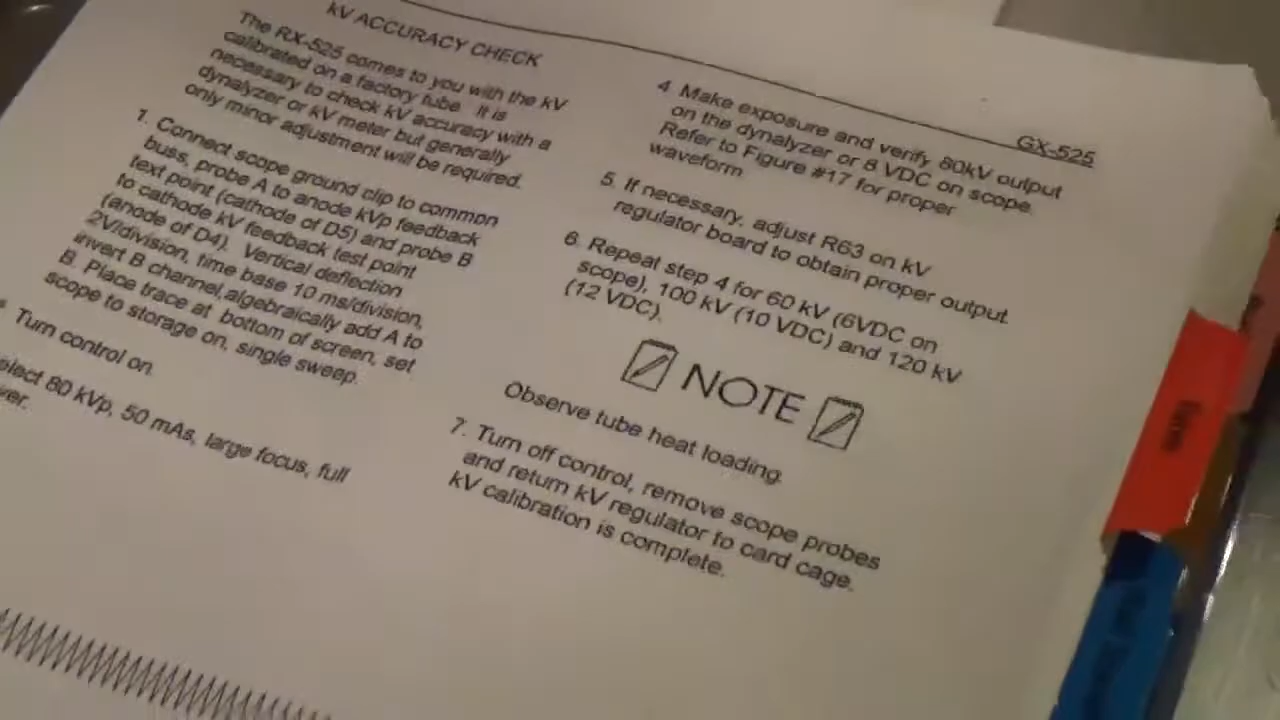 kV ACCURACY CHECK
The RX-525 comes to you with the kV
calibrated on a factory tube. It is
necessary to check kV accuracy with a
dynalyzer or kV meter but generally
only minor adjustment will be required.
1. Connect scope ground clip to common
buss, probe A to anode kVp feedback
text point (cathode of D5) and probe B
to cathode kV feedback test point
(anode of D4). Vertical deflection
2V/division, time base 10 ms/division,
invert B channel,algebraically add A to
B. Place trace at bottom of screen, set
scope to storage on, single sweep.
Turn control on.
elect 80 kVp, 50 mAs, large focus, full
wer.
GX-525
4. Make exposure and verify 80kV output
on the dynalyzer or 8 VDC on scope.
Refer to Figure #17 for proper
waveform.
5. If necessary, adjust R63 on kV
regulator board to obtain proper output.
6. Repeat step 4 for 60 kV (6VDC on
scope), 100 kV (10 VDC) and 120 kV
(12 VDC).
NOTE
Observe tube heat loading.
7. Turn off control, remove scope probes
and return kV regulator to card cage.
kV calibration is complete.